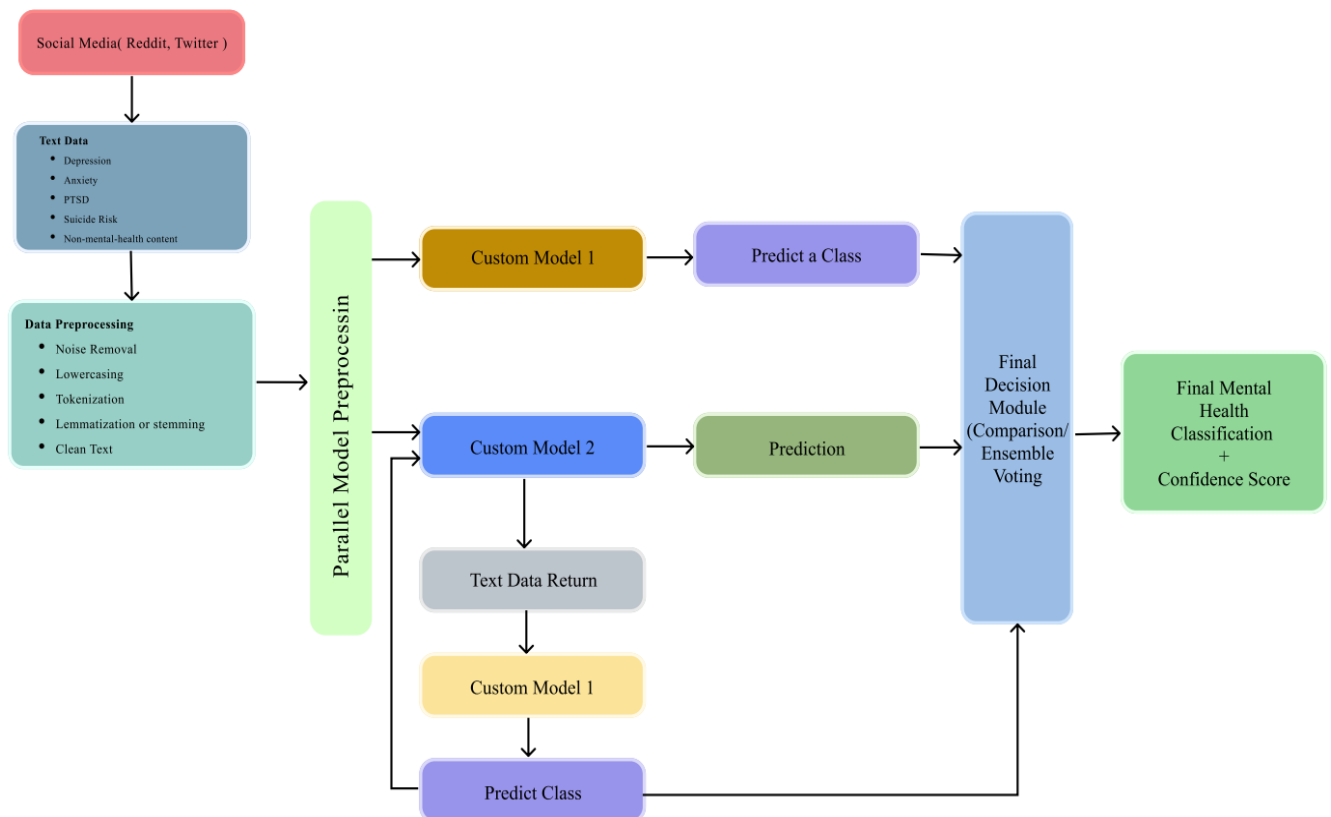 Social Media( Reddit, Twitter )
Text Data
• Depression
• Anxiety
• PTSD
• Suicide Risk
• Non-mental-health content
Data Preprocessing
• Noise Removal
• Lowercasing
• Tokenization
• Lemmatization or stemming
• Clean Text
Parallel Model Preprocessin
Custom Model 1
Predict a Class
Custom Model 2
Prediction
Text Data Return
Custom Model 1
Predict Class
Final
Decision
Module
(Comparison/
Ensemble
Voting
Final Mental
Health
Classification
+
Confidence Score